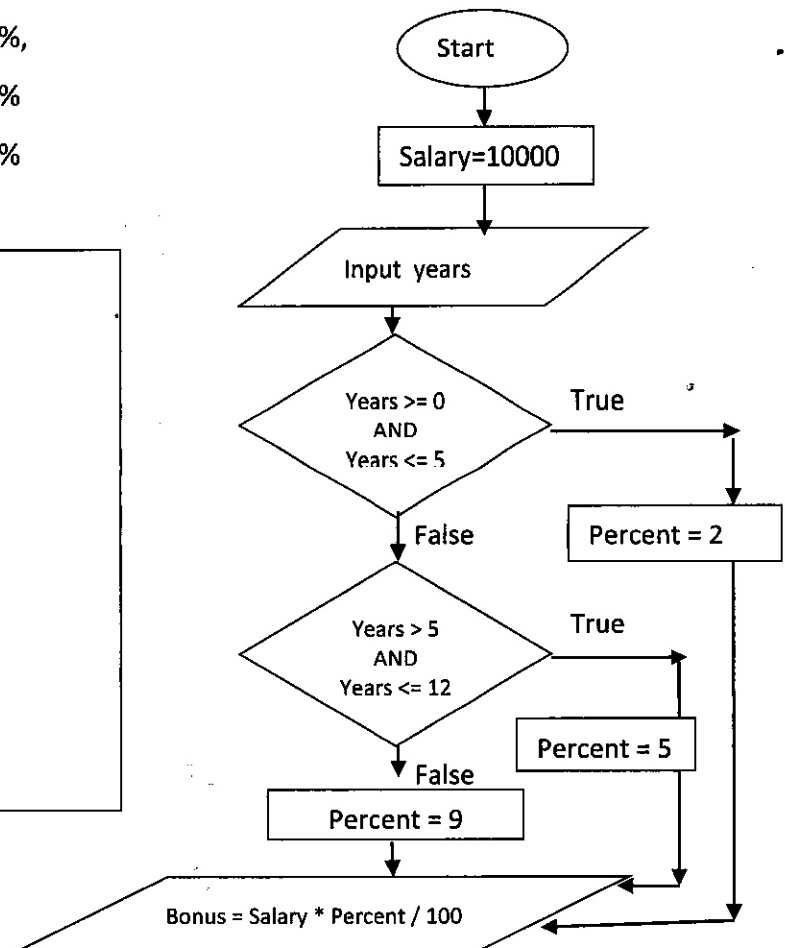 %,
%
%
Start
Salary=10000
Input years
Years >= 0
AND
Years <= 5
True
False
Percent = 2
Years > 5
AND
Years <= 12
True
Percent = 5
False
Percent = 9
Bonus = Salary * Percent / 100